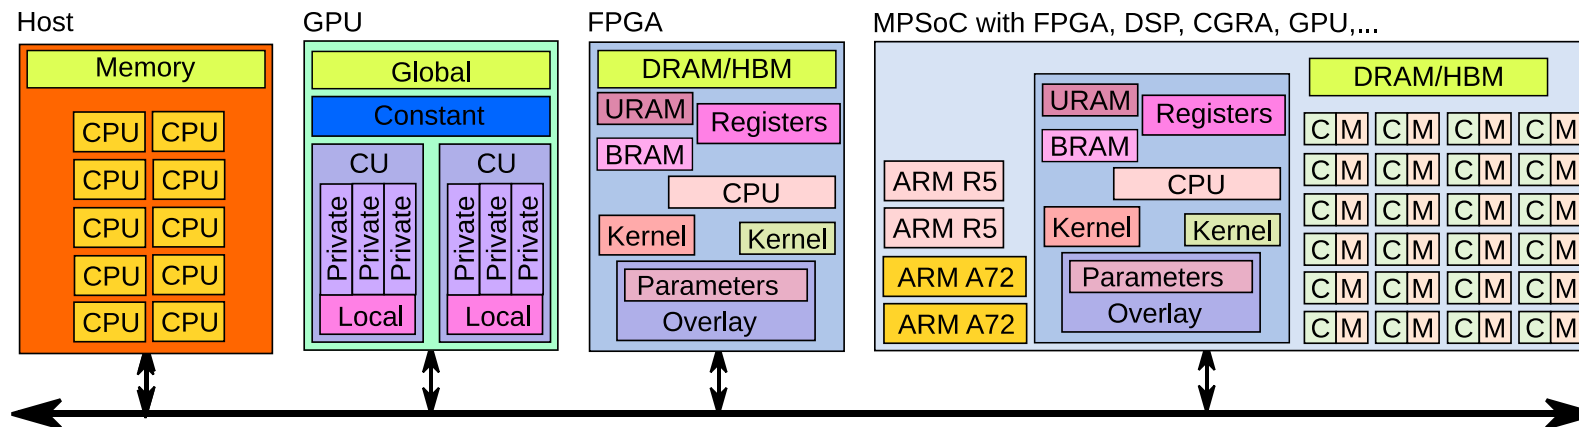 Host
Memory
CPU CPU
CPU CPU
CPU CPU
CPU CPU
CPU CPU
GPU
Global
Constant
CU CU
Private Private Private Private Private Private
Local Local
FPGA
DRAM/HBM
URAM
Registers
BRAM
CPU
Kernel
Kernel
Parameters
Overlay
MPSoC with FPGA, DSP, CGRA, GPU,...
ARM R5
ARM R5
ARM A72
ARM A72
URAM
Registers
BRAM
CPU
Kernel
Kernel
Parameters
Overlay
DRAM/HBM
C M C M C M C M
C M C M C M C M
C M C M C M C M
C M C M C M C M
C M C M C M C M
C M C M C M C M